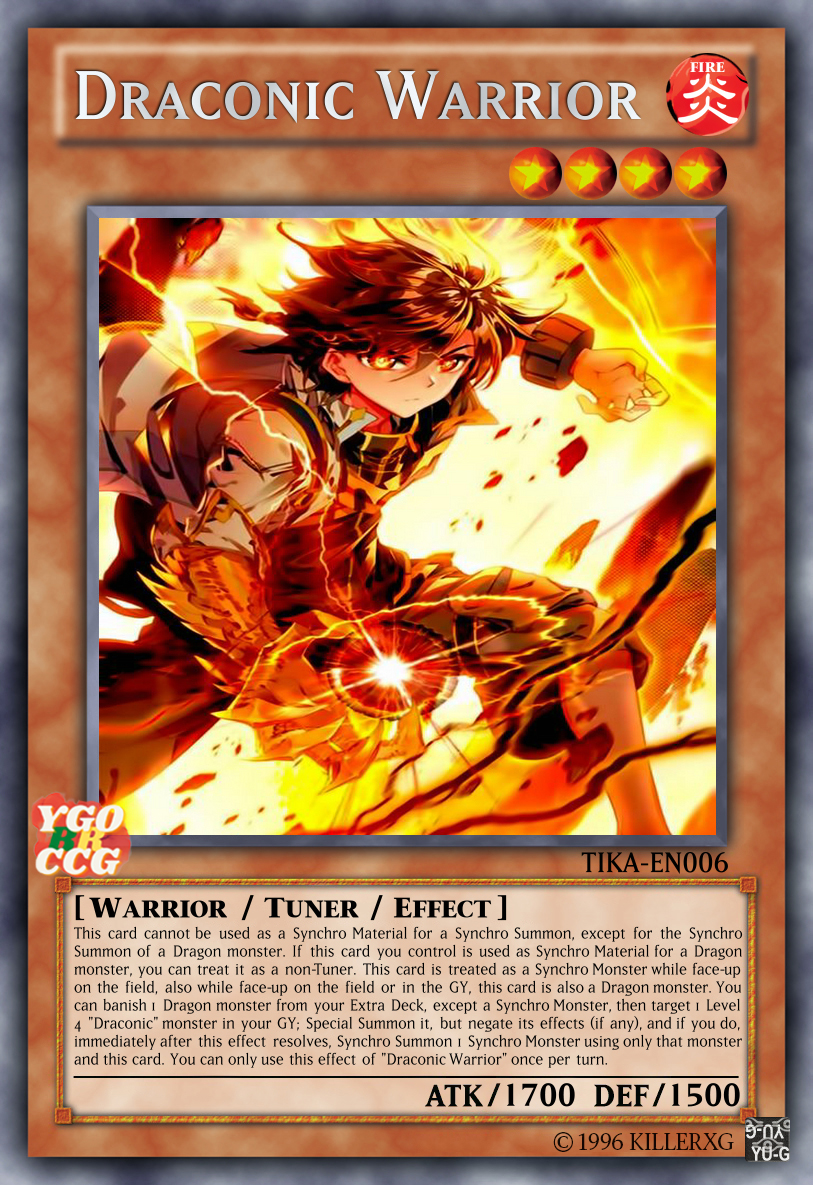 DRACONIC WARRIOR
FIRE
炎
YGO
CCG
TIKA-EN006
[ WARRIOR / TUNER / EFFECT ]
This card cannot be used as a Synchro Material for a Synchro Summon, except for the Synchro
Summon of a Dragon monster. If this card you control is used as Synchro Material for a Dragon
monster, you can treat it as a non-Tuner. This card is treated as a Synchro Monster while face-up
on the field, also while face-up on the field or in the GY, this card is also a Dragon monster. You
can banish 1 Dragon monster from your Extra Deck, except a Synchro Monster, then target 1 Level
4 "Draconic" monster in your GY; Special Summon it, but negate its effects (if any), and if you do,
immediately after this effect resolves, Synchro Summon 1 Synchro Monster using only that monster
and this card. You can only use this effect of "Draconic Warrior" once per turn.
ATK/1700 DEF/1500
© 1996 KILLERXG
YU-G
YU-G